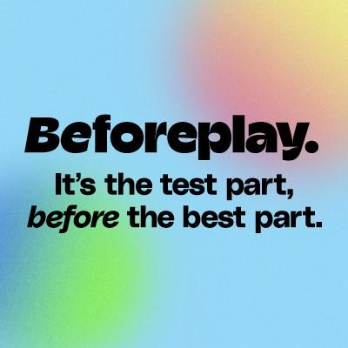 Beforeplay.
It's the test part,
before the best part.